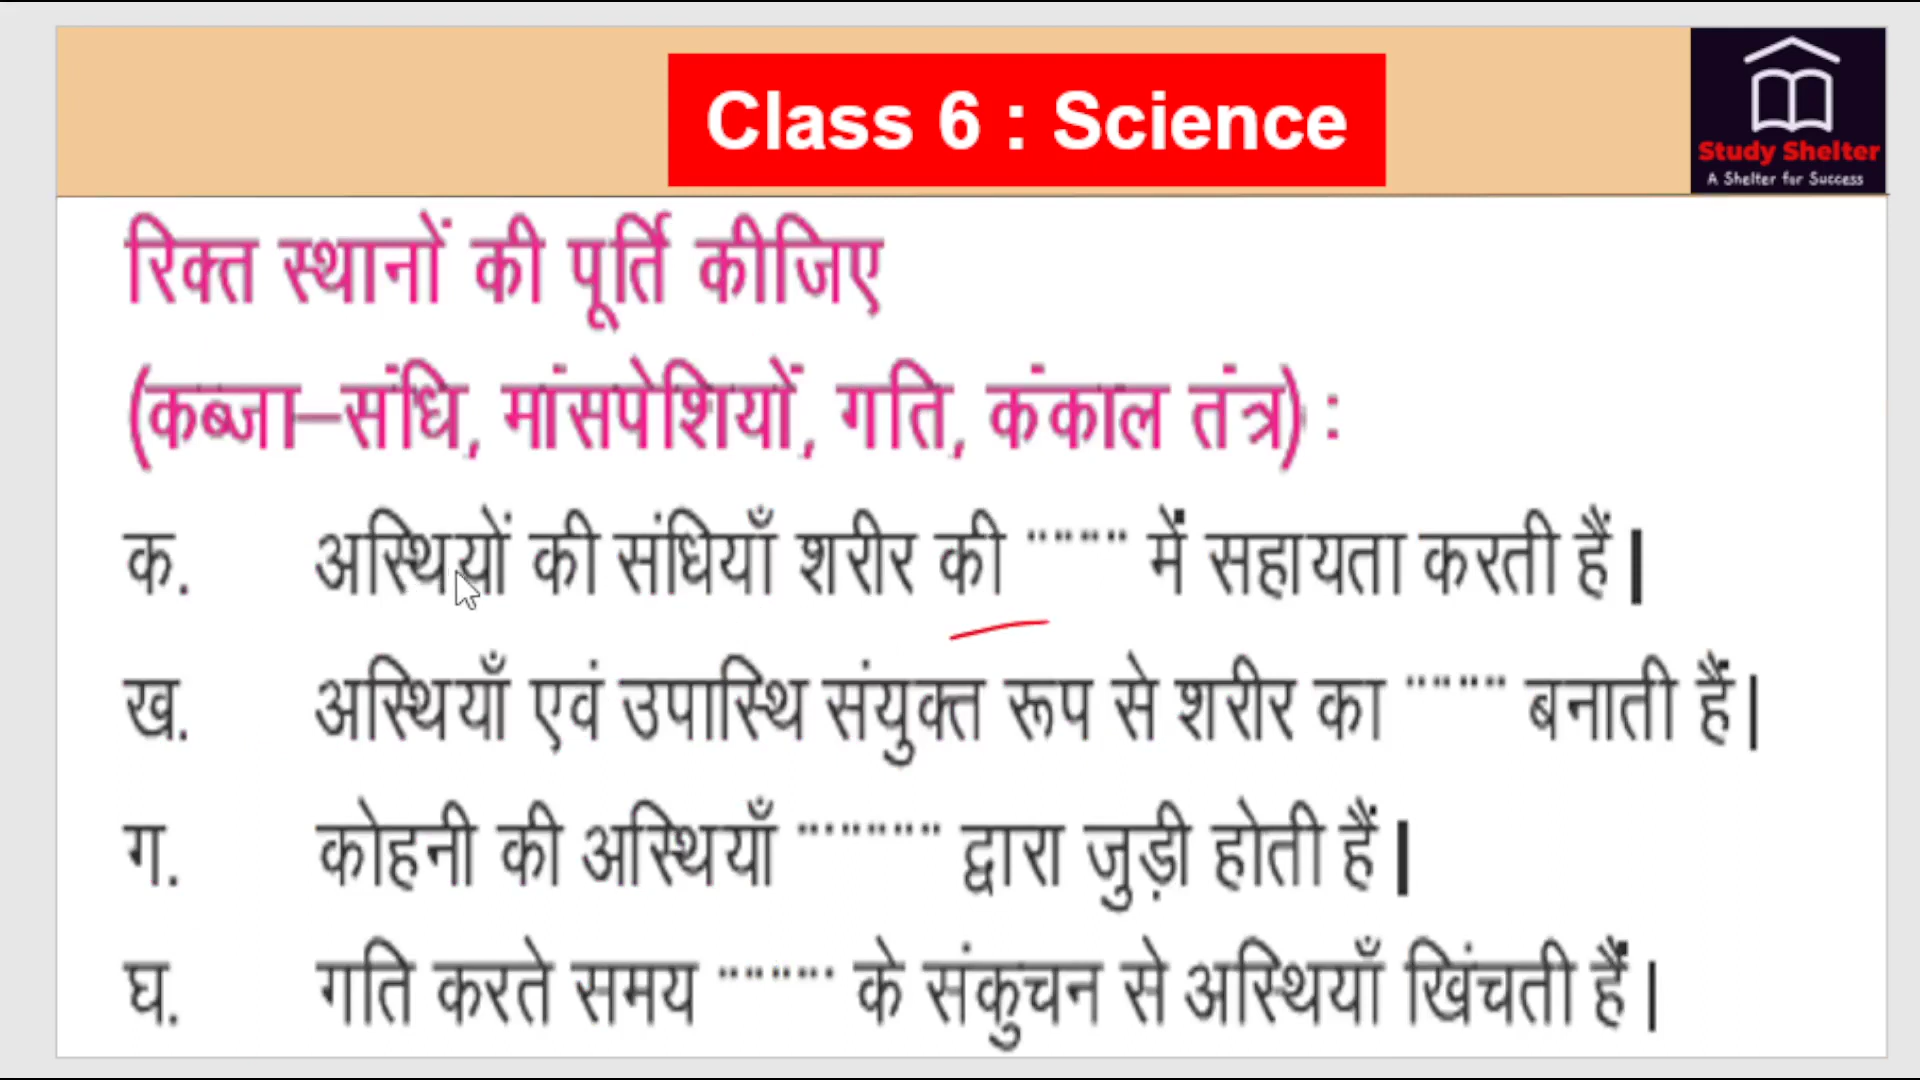 Class 6 : Science
Study Shelter
A Shelter for Success
रिक्त स्थानों की पूर्ति कीजिए
(कब्जा–संधि, मांसपेशियों, गति, कंकाल तंत्र) :
क. अस्थियों की संधियाँ शरीर की ¨¨¨¨ में सहायता करती हैं |
ख. अस्थियाँ एवं उपास्थि संयुक्त रूप से शरीर का ¨¨¨¨ बनाती हैं |
ग. कोहनी की अस्थियाँ ¨¨¨¨¨¨ द्वारा जुड़ी होती हैं |
घ. गति करते समय ¨¨¨¨¨ के संकुचन से अस्थियाँ खिंचती हैं |